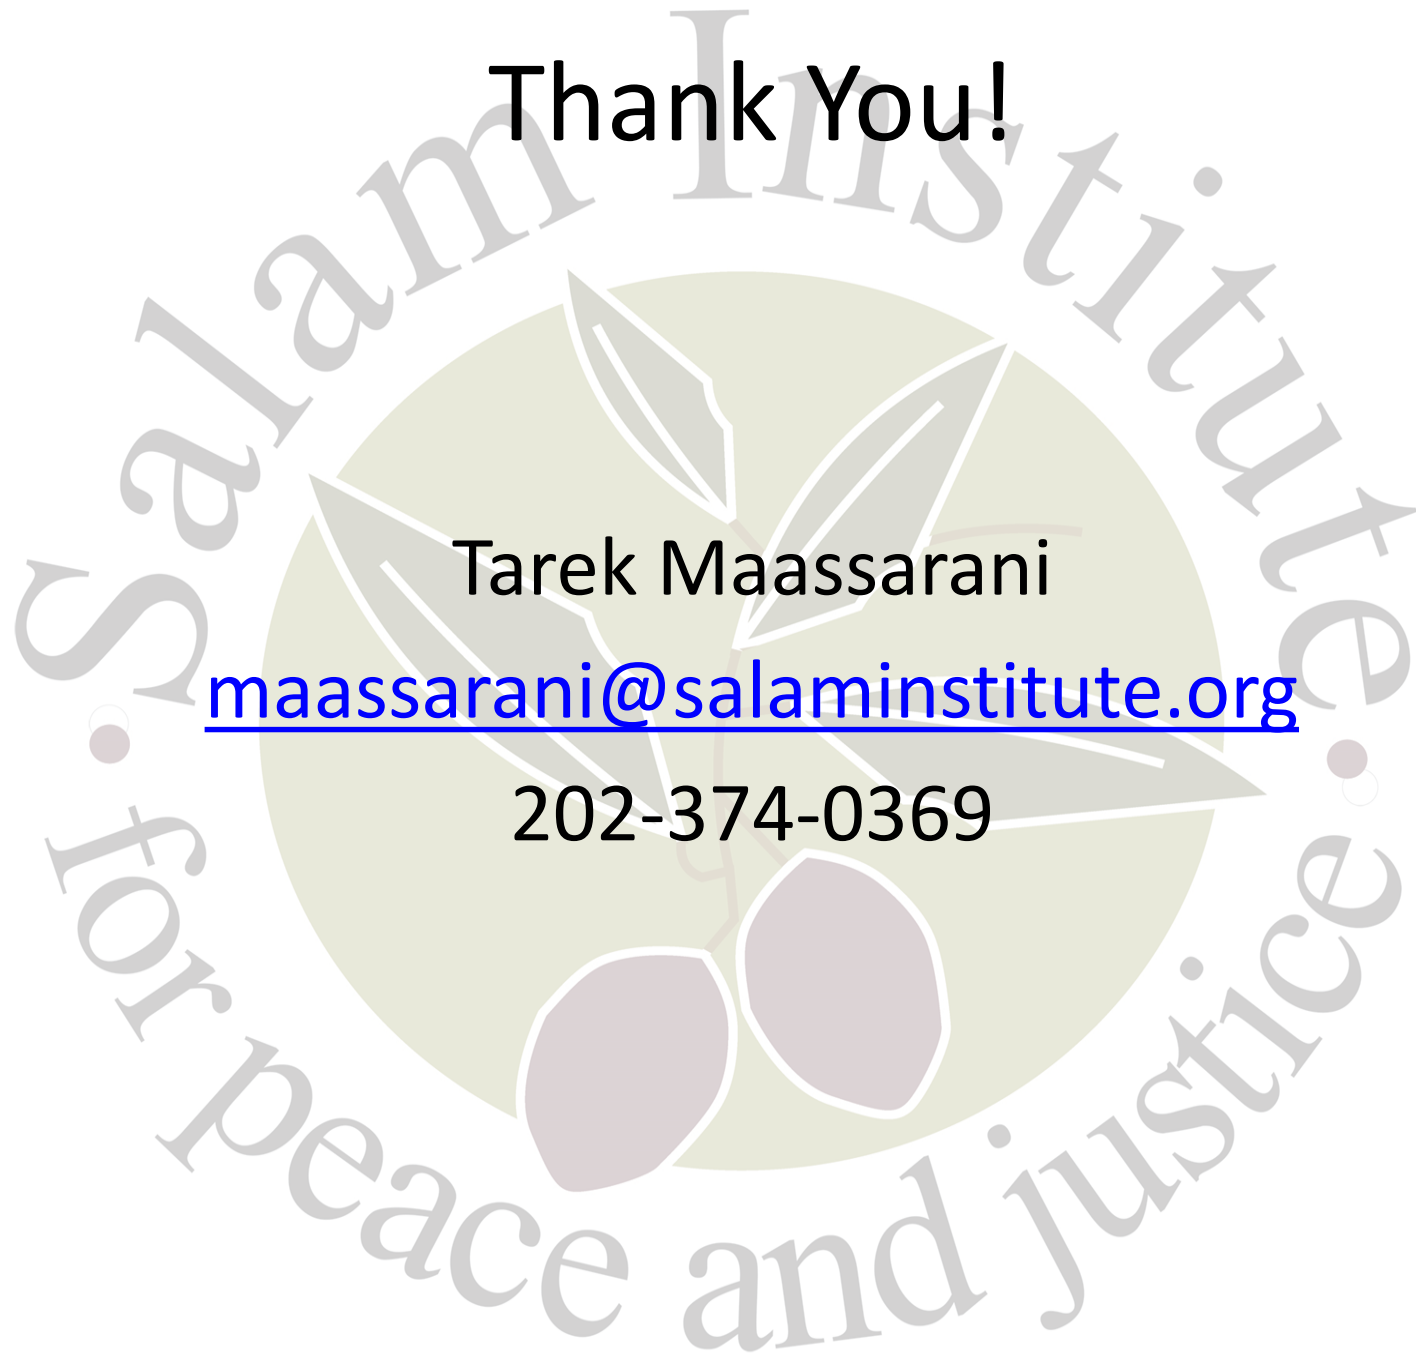 Thank You!
Salam Institute
Tarek Maassarani
maassarani@salaminstitute.org
202-374-0369
for peace and justice